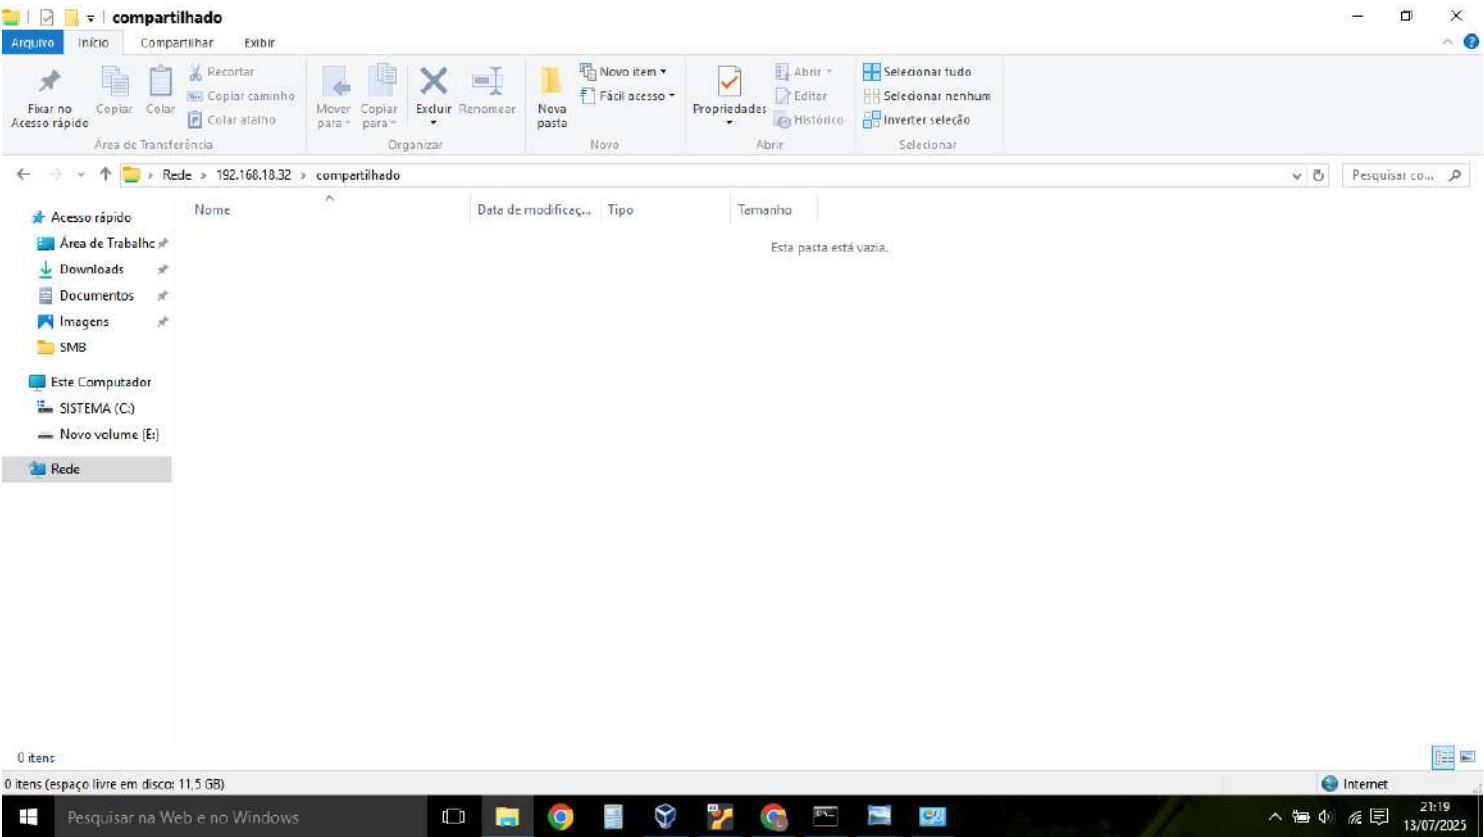 compartilhado
Arquivo Início Compartilhar Exibir
Fixar no
Acesso rápido
Copiar
Colar
Recortar
Copiar caminho
Colar atalho
Área de Transferência
Mover
para
Copiar
para
Excluir
Renomear
Organizar
Nova
pasta
Novo item
Fácil acesso
Novo
Propriedades
Abrir
Editar
Histórico
Abrir
Selecionar tudo
Selecionar nenhum
Inverter seleção
Selecionar
Rede > 192.168.18.32 > compartilhado
Pesquisar co...
Nome Data de modificaç... Tipo Tamanho
Esta pasta está vazia.
Acesso rápido
Área de Trabalho
Downloads
Documentos
Imagens
SMB
Este Computador
SISTEMA (C:)
Novo volume (E:)
Rede
0 itens
0 itens (espaço livre em disco: 11,5 GB) Internet
Pesquisar na Web e no Windows
21:19
13/07/2025